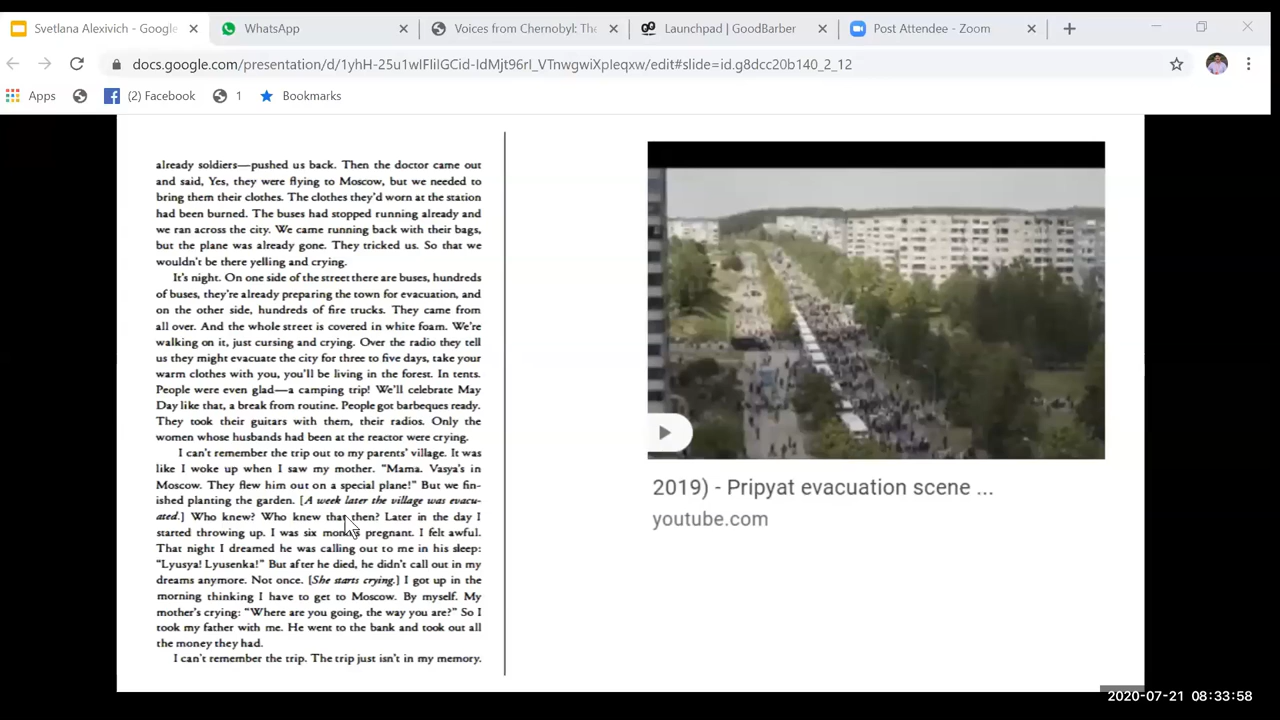 Svetlana Alexivich - Google
WhatsApp
Voices from Chernobyl: The
Launchpad | GoodBarber
Post Attendee - Zoom
docs.google.com/presentation/d/1yhH-25u1wIFIiIGCid-IdMjt96rI_VTnwgwiXpIeqxw/edit#slide=id.g8dcc20b140_2_12
Apps
(2) Facebook
1
Bookmarks
already soldiers—pushed us back. Then the doctor came out
and said, Yes, they were flying to Moscow, but we needed to
bring them their clothes. The clothes they'd worn at the station
had been burned. The buses had stopped running already and
we ran across the city. We came running back with their bags,
but the plane was already gone. They tricked us. So that we
wouldn't be there yelling and crying.
It's night. On one side of the street there are buses, hundreds
of buses, they're already preparing the town for evacuation, and
on the other side, hundreds of fire trucks. They came from
all over. And the whole street is covered in white foam. We're
walking on it, just cursing and crying. Over the radio they tell
us they might evacuate the city for three to five days, take your
warm clothes with you, you'll be living in the forest. In tents.
People were even glad—a camping trip! We'll celebrate May
Day like that, a break from routine. People got barbeques ready.
They took their guitars with them, their radios. Only the
women whose husbands had been at the reactor were crying.
I can't remember the trip out to my parents' village. It was
like I woke up when I saw my mother. "Mama. Vasya's in
Moscow. They flew him out on a special plane!" But we fin-
ished planting the garden. [A week later the village was evacu-
ated.] Who knew? Who knew that then? Later in the day I
started throwing up. I was six months pregnant. I felt awful.
That night I dreamed he was calling out to me in his sleep:
"Lyusya! Lyusenka!" But after he died, he didn't call out in my
dreams anymore. Not once. [She starts crying.] I got up in the
morning thinking I have to get to Moscow. By myself. My
mother's crying: "Where are you going, the way you are?" So I
took my father with me. He went to the bank and took out all
the money they had.
I can't remember the trip. The trip just isn't in my memory.
2019) - Pripyat evacuation scene ...
youtube.com
2020-07-21 08:33:58